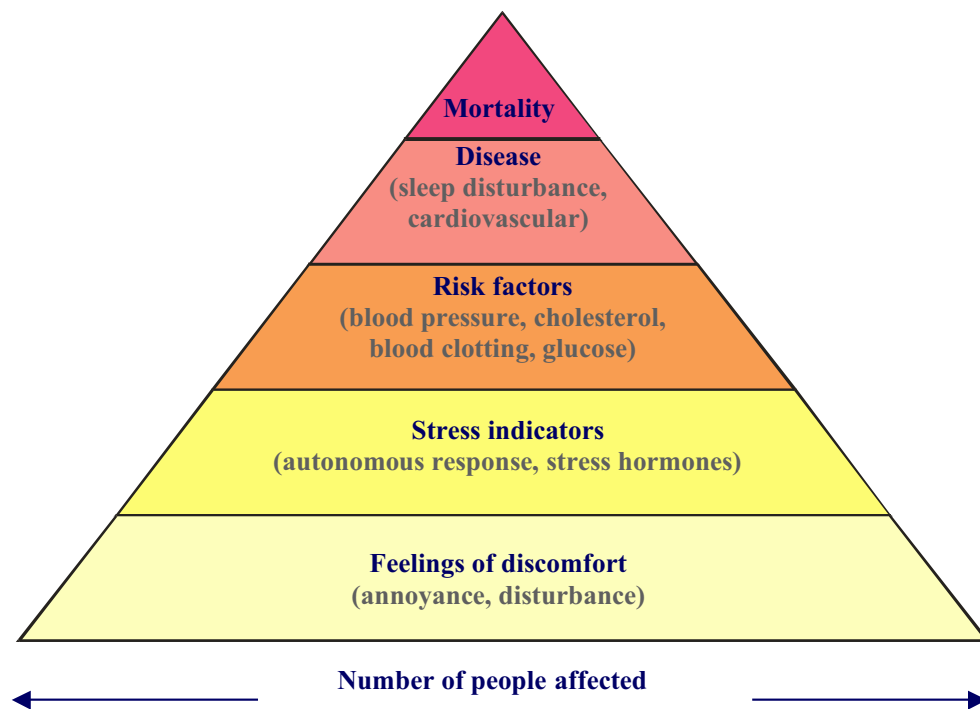 Mortality
Disease
(sleep disturbance,
cardiovascular)
Risk factors
(blood pressure, cholesterol,
blood clotting, glucose)
Stress indicators
(autonomous response, stress hormones)
Feelings of discomfort
(annoyance, disturbance)
Number of people affected